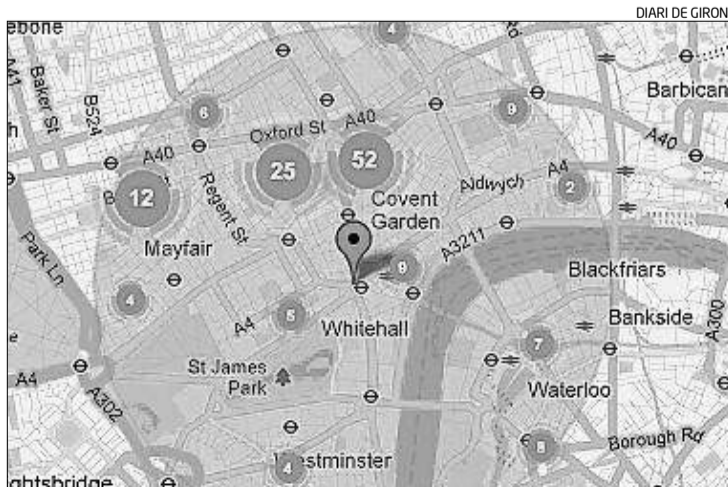 DIARI DE GIRON
ebone
4
A41
Baker St
B524
6
9
Barbican
h
Oxford St
A40
A40
A40
52
25
12
Aldwych
A4
2
Regent St
Covent
Garden
A3211
Mayfair
Park Ln
9
Blackfriars
4
A4
Whitehall
Bankside
A300
e
7
St James
Park
A4
A302
Waterloo
Borough Rd
4
estminster
ghtsbridge